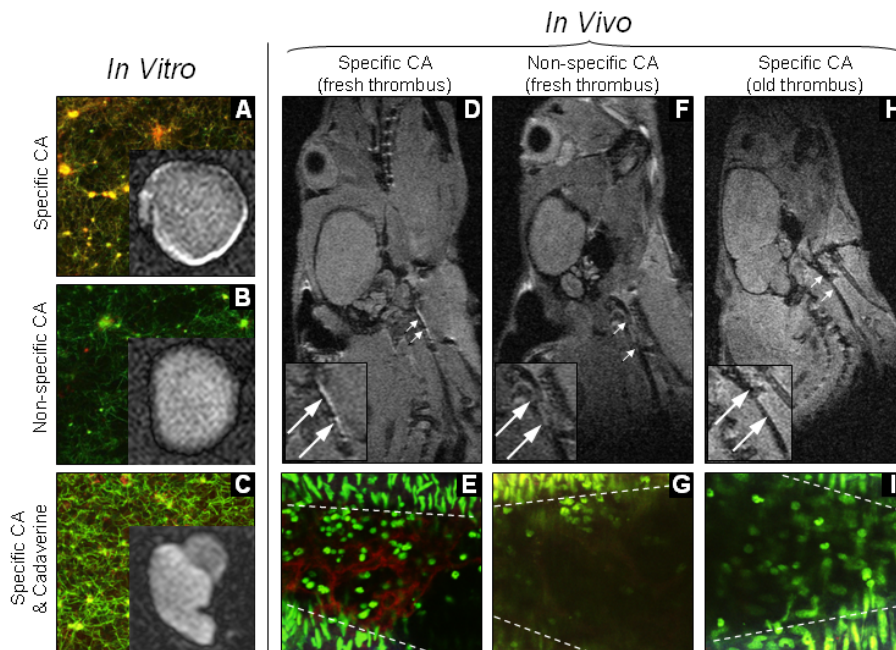 In Vivo
In Vitro
Specific CA
(fresh thrombus)
Non-specific CA
(fresh thrombus)
Specific CA
(old thrombus)
Specific CA
A
D
F
H
Non-specific CA
B
Specific CA
& Cadaverine
C
E
G
I